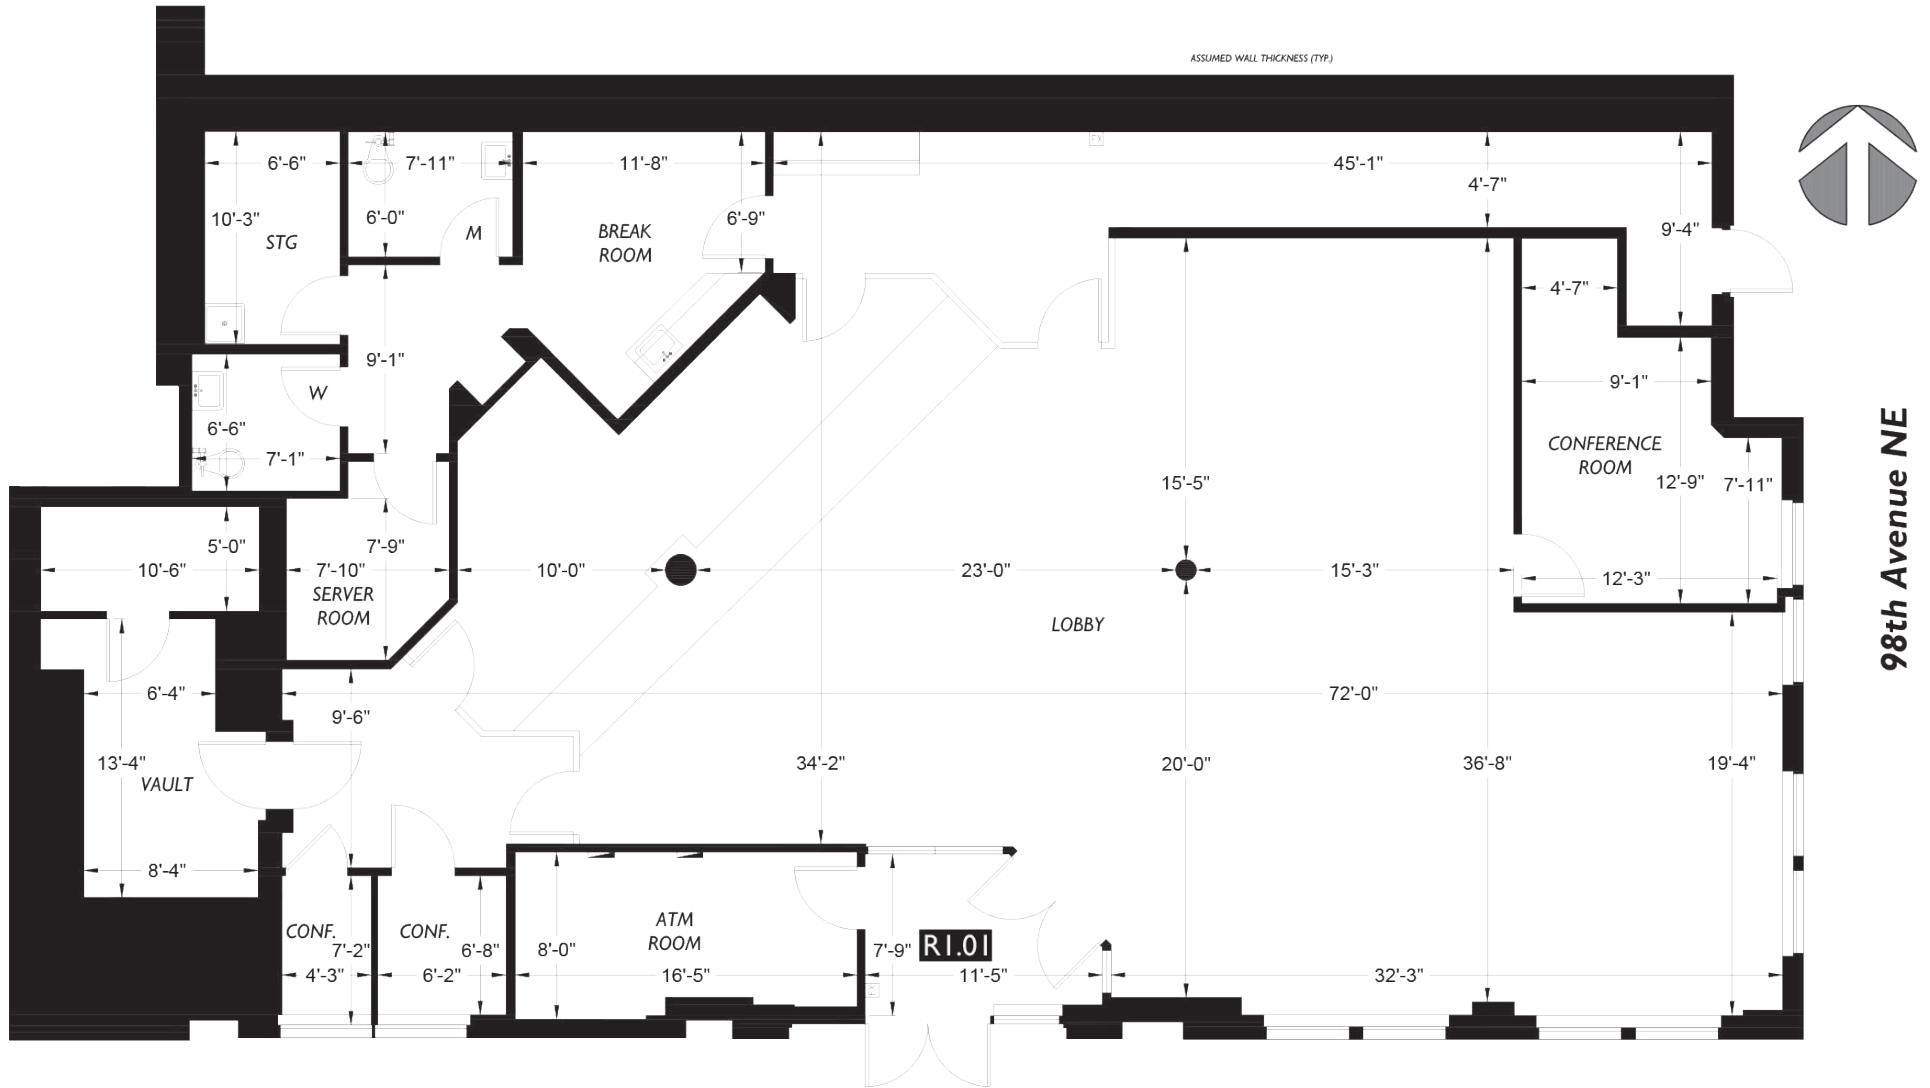 ASSUMED WALL THICKNESS (TYP.)
6'-6"
7'-11"
11'-8"
45'-1"
4'-7"
10'-3"
6'-0"
6'-9"
STG
M
BREAK
ROOM
9'-4"
4'-7"
9'-1"
W
9'-1"
6'-6"
7'-1"
CONFERENCE
ROOM
15'-5"
12'-9"
7'-11"
98th Avenue NE
5'-0"
7'-9"
10'-6"
7'-10"
10'-0"
23'-0"
15'-3"
12'-3"
SERVER
ROOM
LOBBY
6'-4"
72'-0"
9'-6"
13'-4"
34'-2"
20'-0"
36'-8"
19'-4"
VAULT
8'-4"
CONF.
CONF.
ATM
ROOM
7'-2"
6'-8"
8'-0"
7'-9"
R1.01
4'-3"
6'-2"
16'-5"
11'-5"
32'-3"
FX
FX